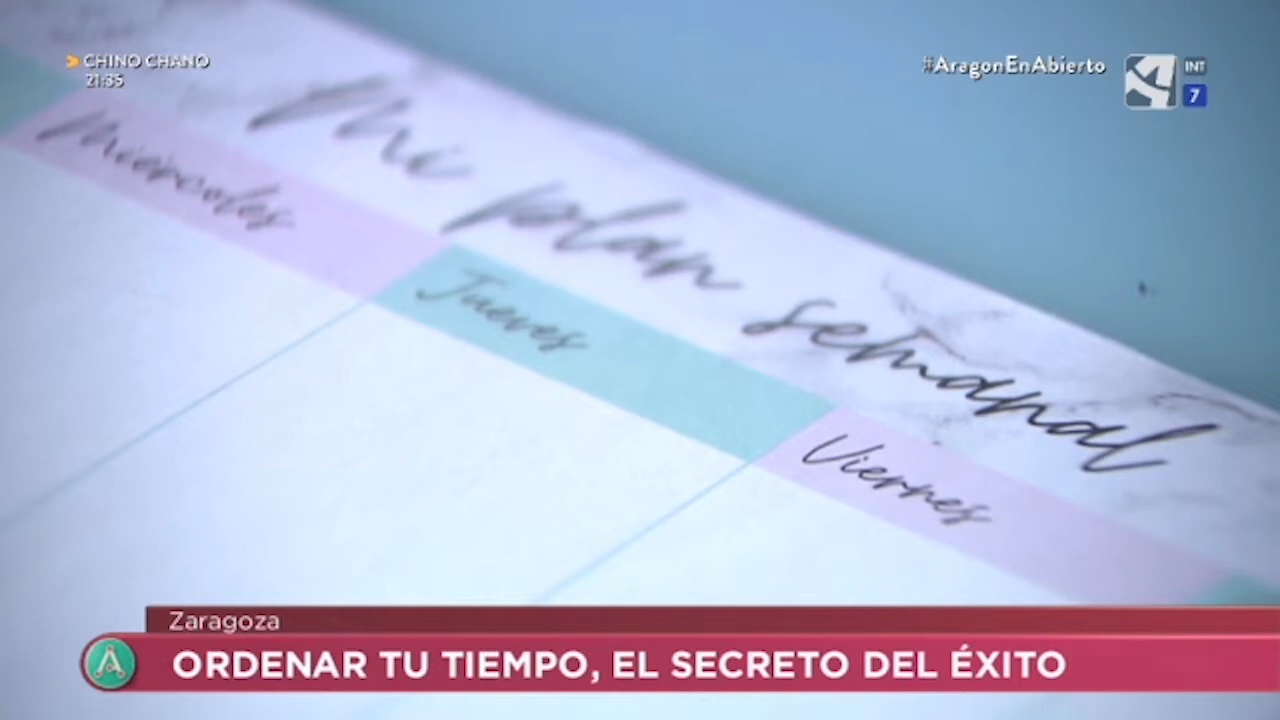 CHINO CHANO
21:35
#AragonEnAbierto
INT
7
Mi plan semanal
Miércoles
Jueves
Viernes
Zaragoza
ORDENAR TU TIEMPO, EL SECRETO DEL ÉXITO